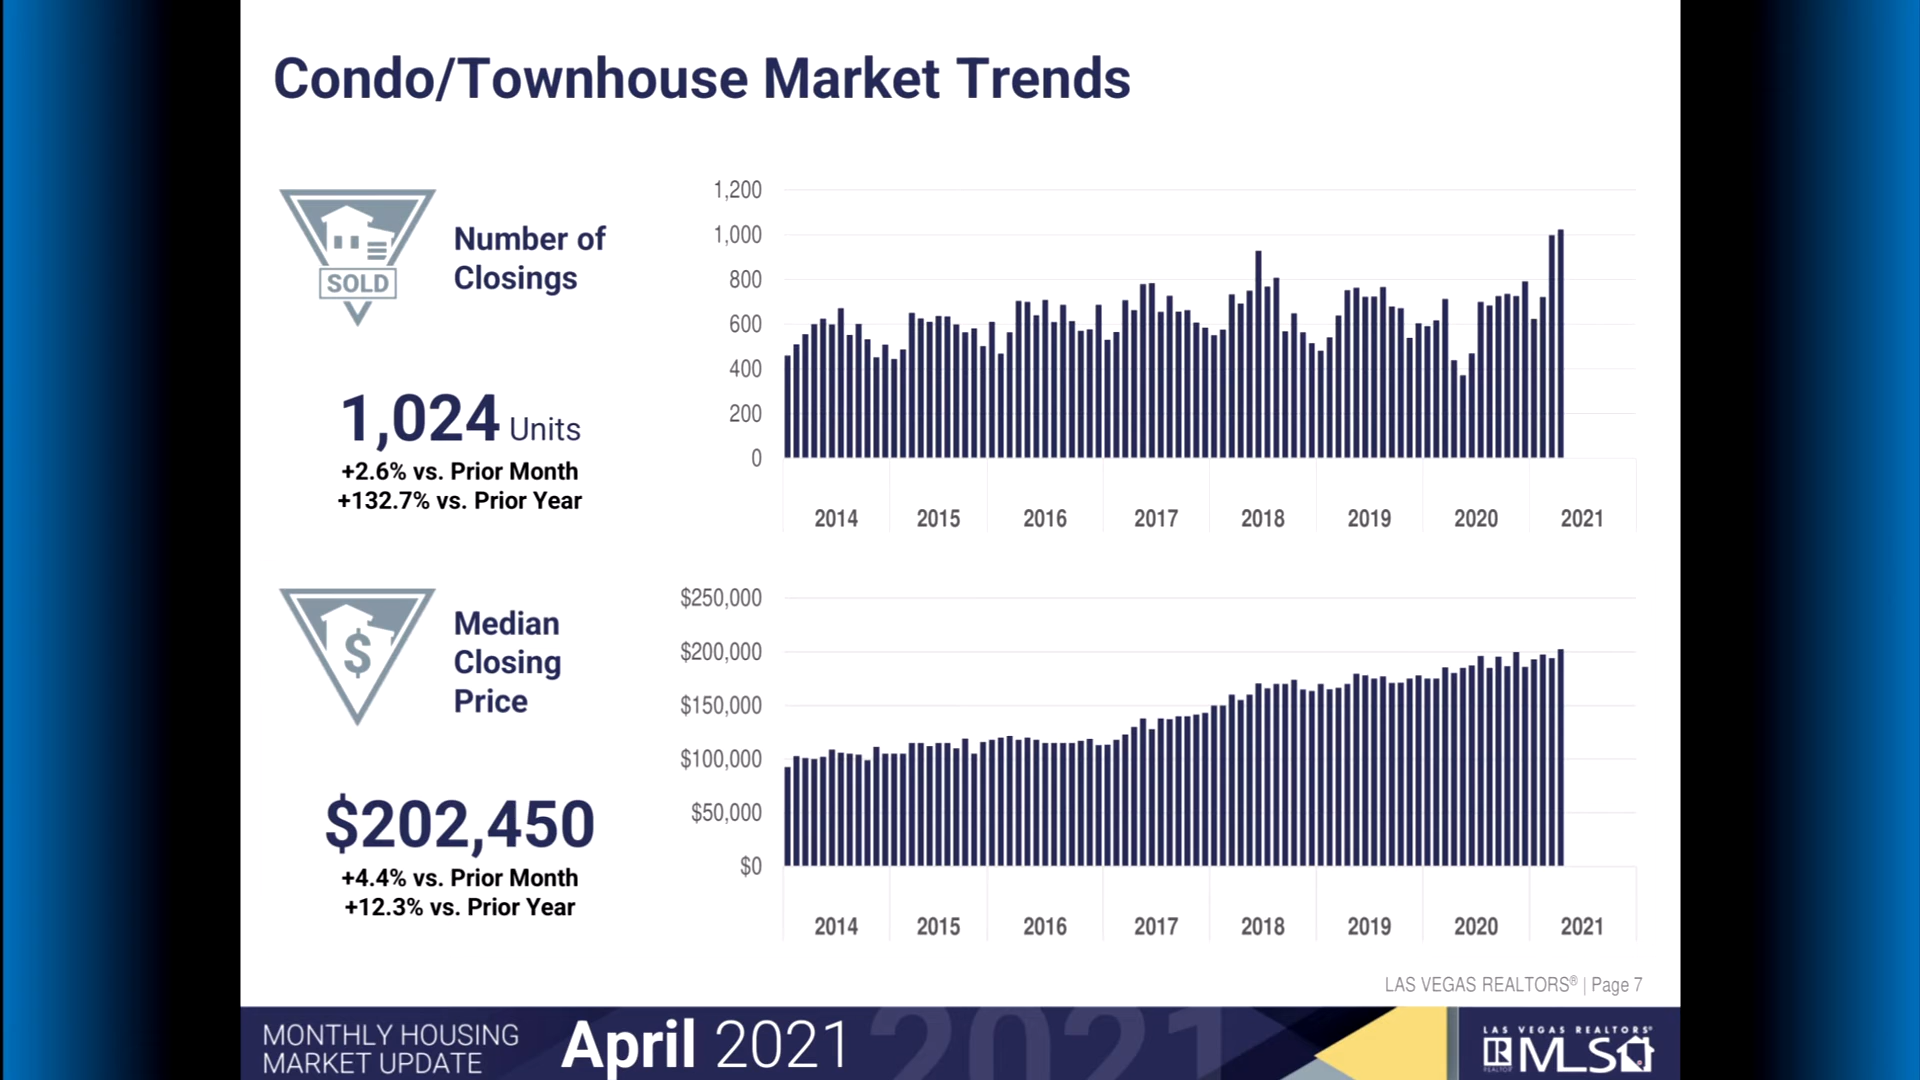 Condo/Townhouse Market Trends
SOLD
Number of
Closings
1,024 Units
+2.6% vs. Prior Month
+132.7% vs. Prior Year
1,200
1,000
800
600
400
200
0
2014 2015 2016 2017 2018 2019 2020 2021
$
Median
Closing
Price
$202,450
+4.4% vs. Prior Month
+12.3% vs. Prior Year
$250,000
$200,000
$150,000
$100,000
$50,000
$0
2014 2015 2016 2017 2018 2019 2020 2021
LAS VEGAS REALTORS® | Page 7
MONTHLY HOUSING
MARKET UPDATE
April 2021
2021
LAS VEGAS REALTORS®
R MLS
REALTOR